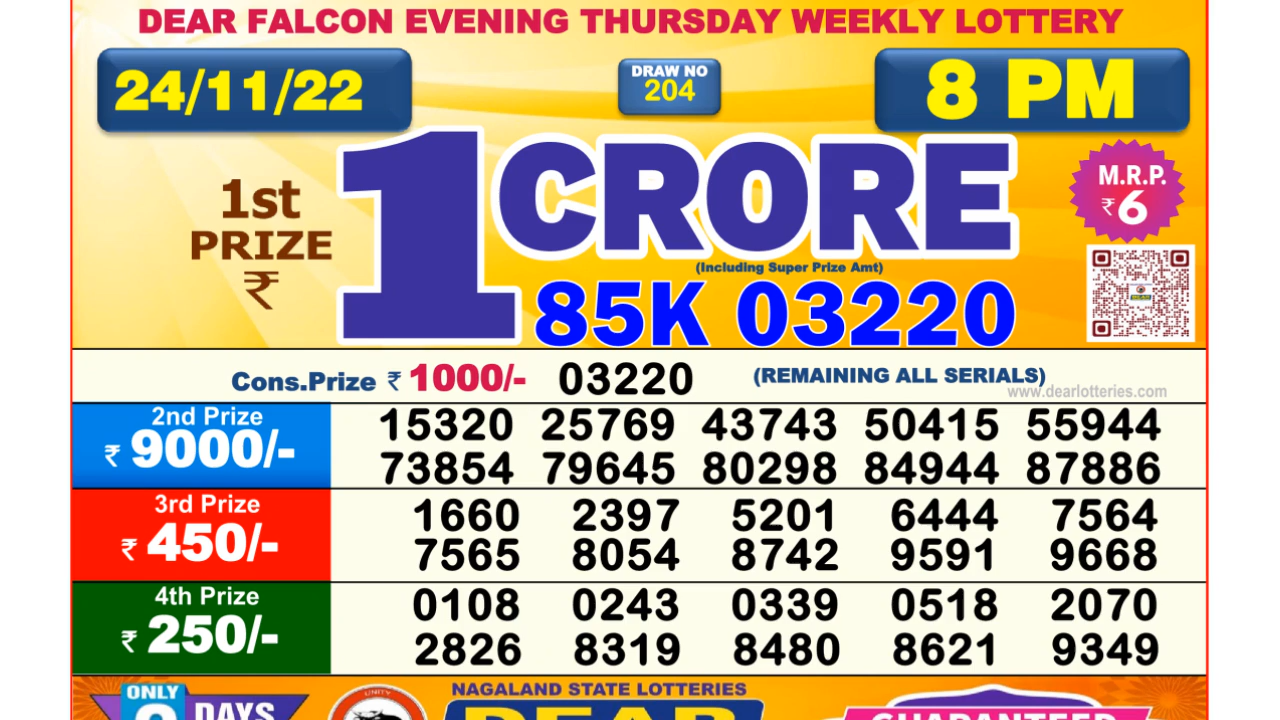 DEAR FALCON EVENING THURSDAY WEEKLY LOTTERY
24/11/22
DRAW NO
204
8 PM
1st
PRIZE
₹
1 CRORE
(Including Super Prize Amt)
85K 03220
M.R.P.
₹6
Cons.Prize ₹ 1000/- 03220 (REMAINING ALL SERIALS)
www.dearlotteries.com
2nd Prize
₹ 9000/-
15320 25769 43743 50415 55944
73854 79645 80298 84944 87886
3rd Prize
₹ 450/-
1660 2397 5201 6444 7564
7565 8054 8742 9591 9668
4th Prize
₹ 250/-
0108 0243 0339 0518 2070
2826 8319 8480 8621 9349
ONLY
DAYS
UNITY
NAGALAND STATE LOTTERIES
DEAR
GUARANTEED